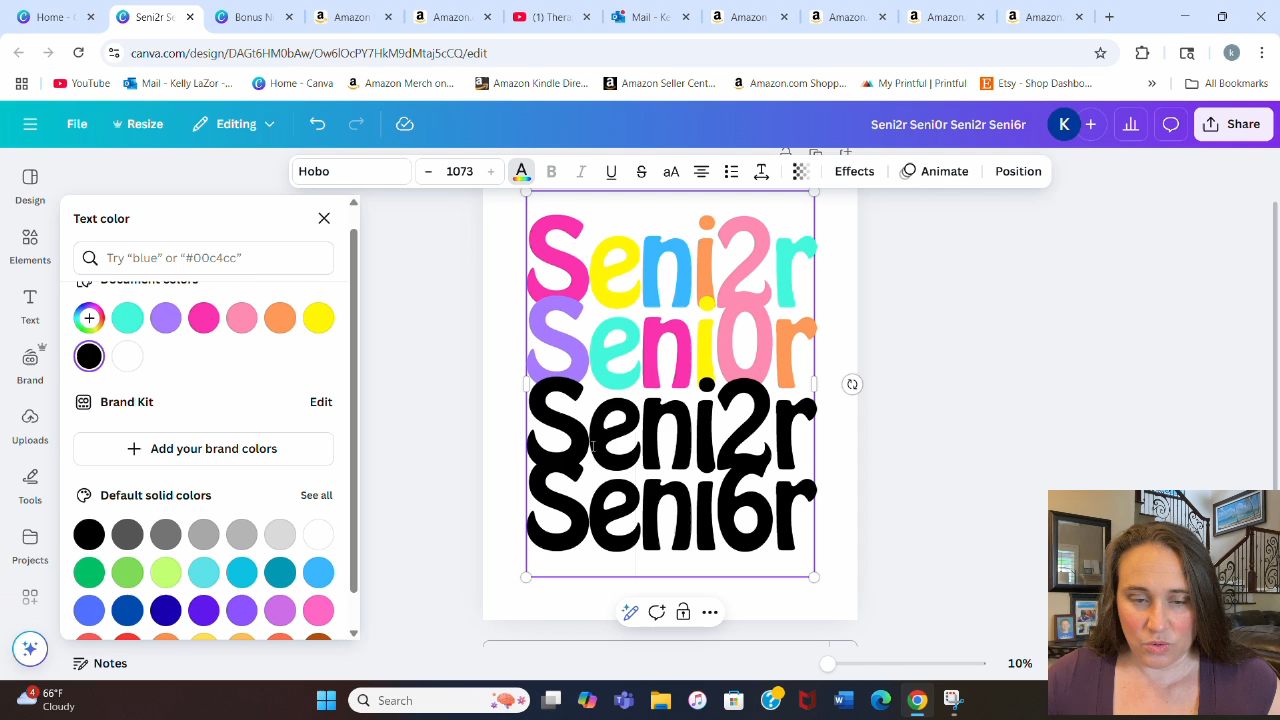 Home -
Seni2r Se
Bonus N
Amazon
Amazon.
(1) Thera
Mail - Ke
Amazon
Amazon.
Amazon.
Amazon.
canva.com/design/DAGt6HM0bAw/Ow6lOcPY7HkM9dMtaj5cCQ/edit
k
YouTube
Mail - Kelly LaZor -...
Home - Canva
Amazon Merch on...
Amazon Kindle Dire...
Amazon Seller Cent...
Amazon.com Shopp...
My Printful | Printful
Etsy - Shop Dashbo...
»
All Bookmarks
File
Resize
Editing
Seni2r Seni0r Seni2r Seni6r
K
Share
Hobo
– 1073 +
A B I U S aA
Effects
Animate
Position
Design
Elements
Text
Brand
Uploads
Tools
Projects
Text color
Try "blue" or "#00c4cc"
Document colors
Brand Kit
Edit
Add your brand colors
Default solid colors
See all
Seni2r
Seni0r
Seni2r
Seni6r
Notes
10%
4
66°F
Cloudy
Search